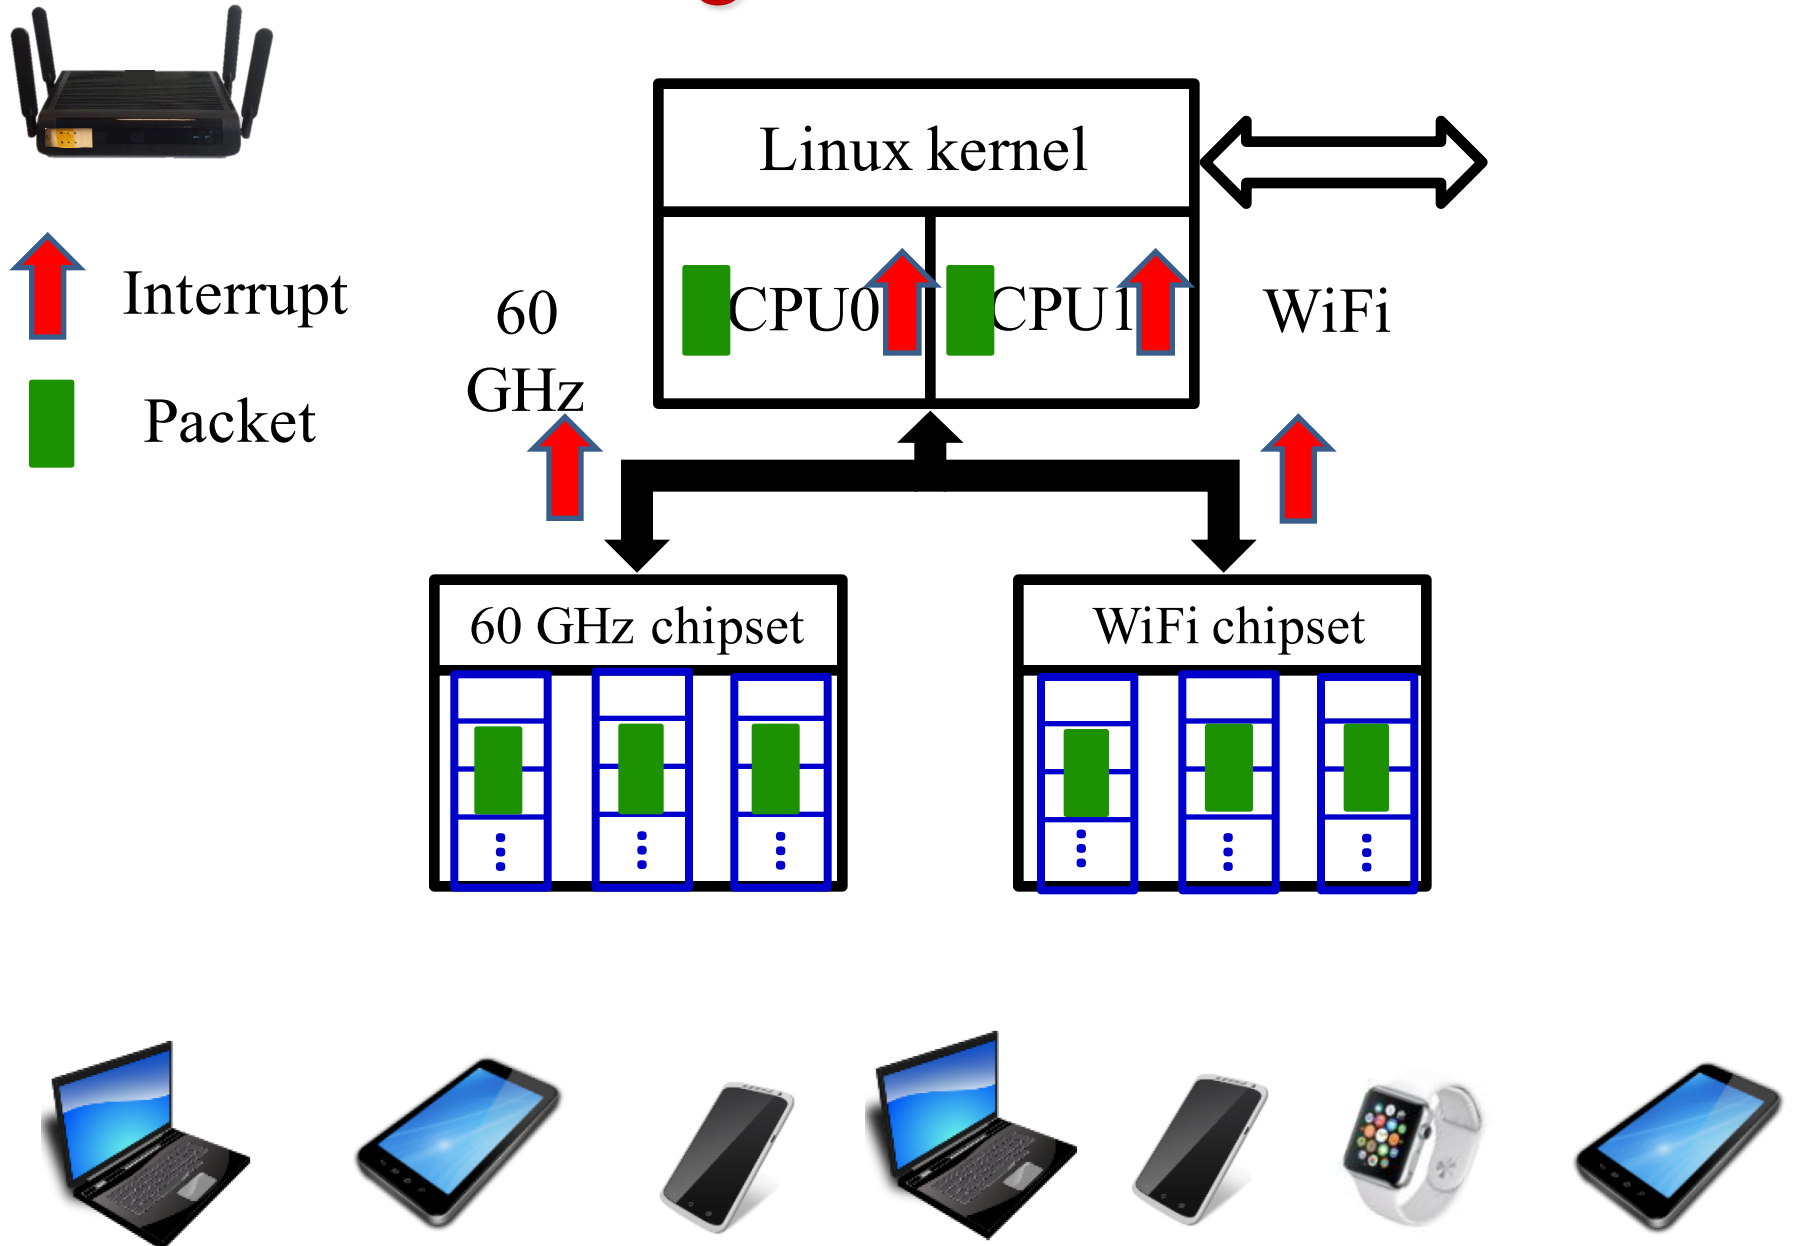 Linux kernel
Interrupt
60
GHz
CPU0
CPU1
WiFi
Packet
60 GHz chipset
WiFi chipset